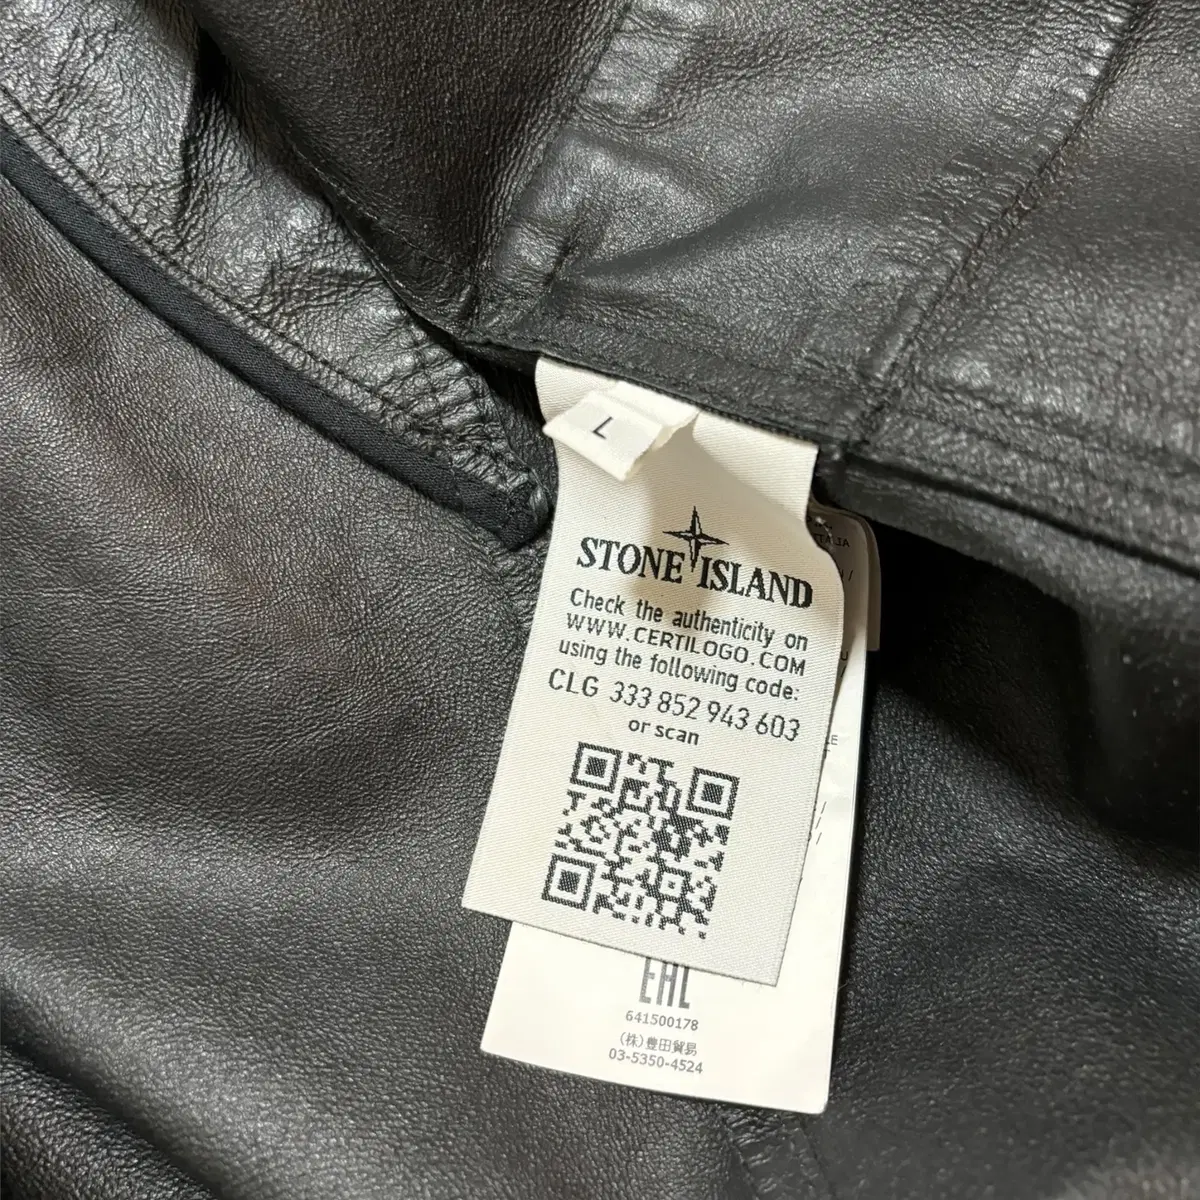 L
STONE ISLAND
Check the authenticity on
WWW.CERTILOGO.COM
using the following code:
CLG 333 852 943 603
or scan
EAC
641500178
(株)豊田貿易
03-5350-4524